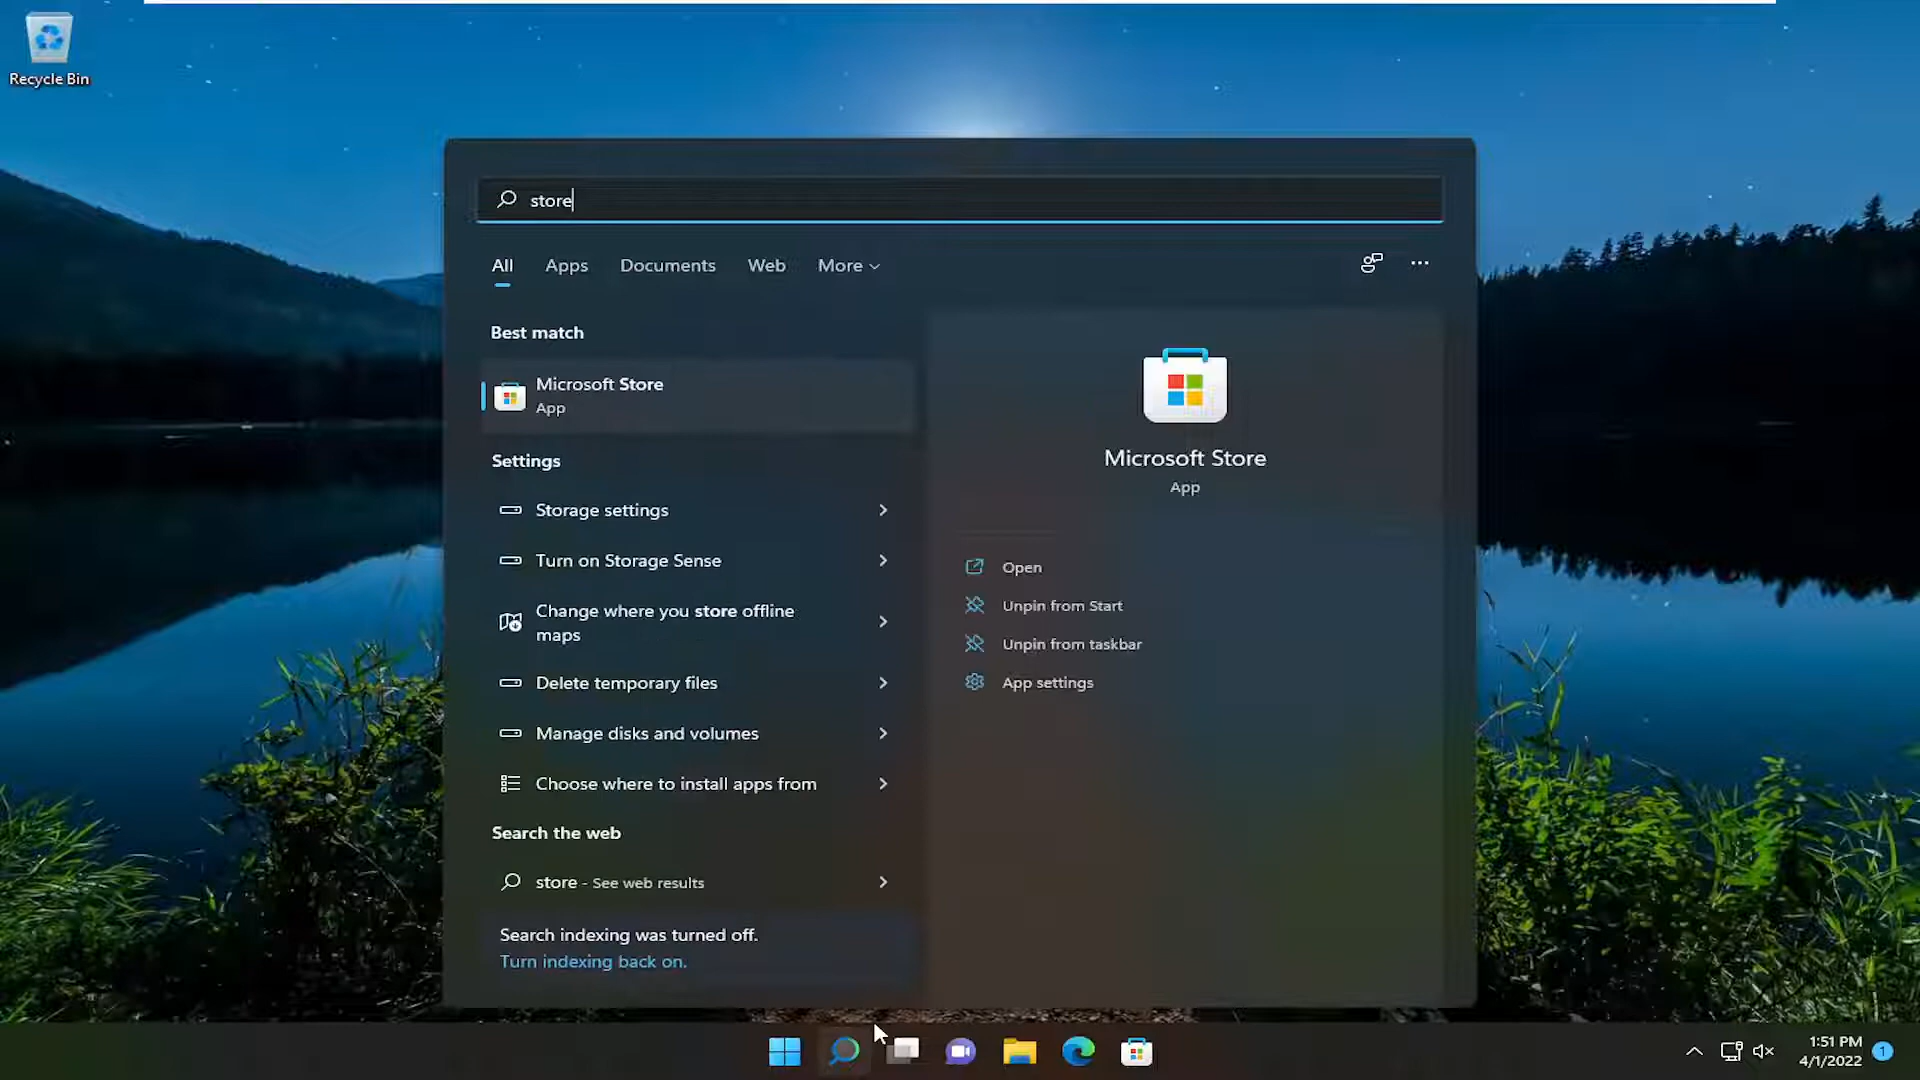 Recycle Bin
store
All Apps Documents Web More
Best match
Microsoft Store
App
Settings
Storage settings
Turn on Storage Sense
Change where you store offline
maps
Delete temporary files
Manage disks and volumes
Choose where to install apps from
Search the web
store - See web results
Search indexing was turned off.
Turn indexing back on.
Microsoft Store
App
Open
Unpin from Start
Unpin from taskbar
App settings
1:51 PM
4/1/2022
1